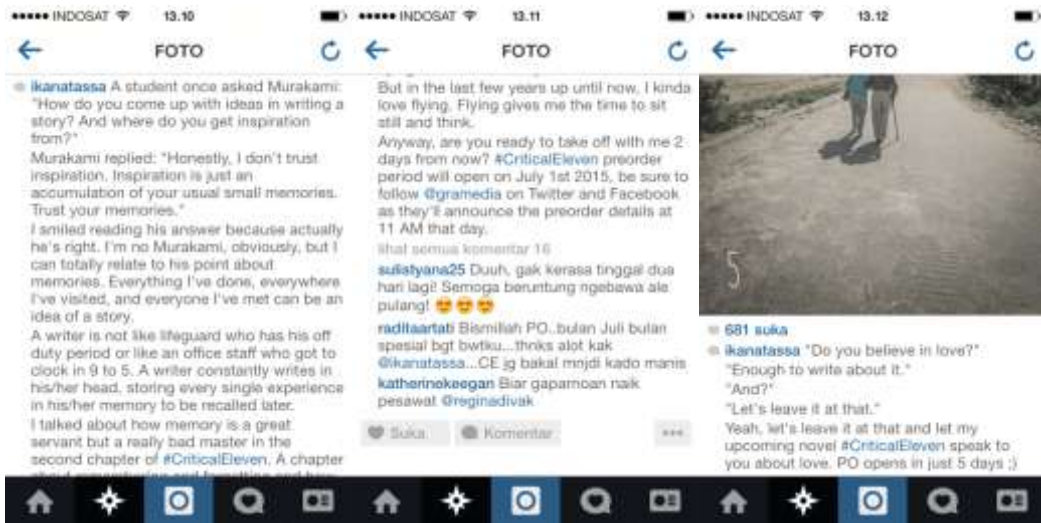 INDOSAT 13.10
FOTO
ikanatassa A student once asked Murakami:
"How do you come up with ideas in writing a
story? And where do you get inspiration
from?"
Murakami replied: "Honestly, I don't trust
inspiration. Inspiration is just an
accumulation of your usual small memories.
Trust your memories."
I smiled reading his answer because actually
he's right. I'm no Murakami, obviously, but I
can totally relate to his point about
memories. Everything I've done, everywhere
I've visited, and everyone I've met can be an
idea of a story.
A writer is not like lifeguard who has his off
duty period or like an office staff who got to
clock in 9 to 5. A writer constantly writes in
his/her head, storing every single experience
in his/her memory to be recalled later.
I talked about how memory is a great
servant but a really bad master in the
second chapter of #CriticalEleven. A chapter
about remembering and forgetting and how
INDOSAT 13.11
FOTO
But in the last few years up until now, I kinda
love flying. Flying gives me the time to sit
still and think.
Anyway, are you ready to take off with me 2
days from now? #CriticalEleven preorder
period will open on July 1st 2015, be sure to
follow @gramedia on Twitter and Facebook
as they'll announce the preorder details at
11 AM that day.
lihat semua komentar 16
sulistyana25 Duuh, gak kerasa tinggal dua
hari lagi! Semoga beruntung ngebawa ale
pulang! 😍😍😍
raditaartati Bismillah PO..bulan Juli bulan
spesial bgt bwtku...thnks alot kak
@ikanatassa...CE jg bakal mnjdi kado manis
katherinekeegan Biar gaparnoan naik
pesawat @reginadivak
Suka Komentar
INDOSAT 13.12
FOTO
5
681 suka
ikanatassa "Do you believe in love?"
"Enough to write about it."
"And?"
"Let's leave it at that."
Yeah, let's leave it at that and let my
upcoming novel #CriticalEleven speak to
you about love. PO opens in just 5 days ;)